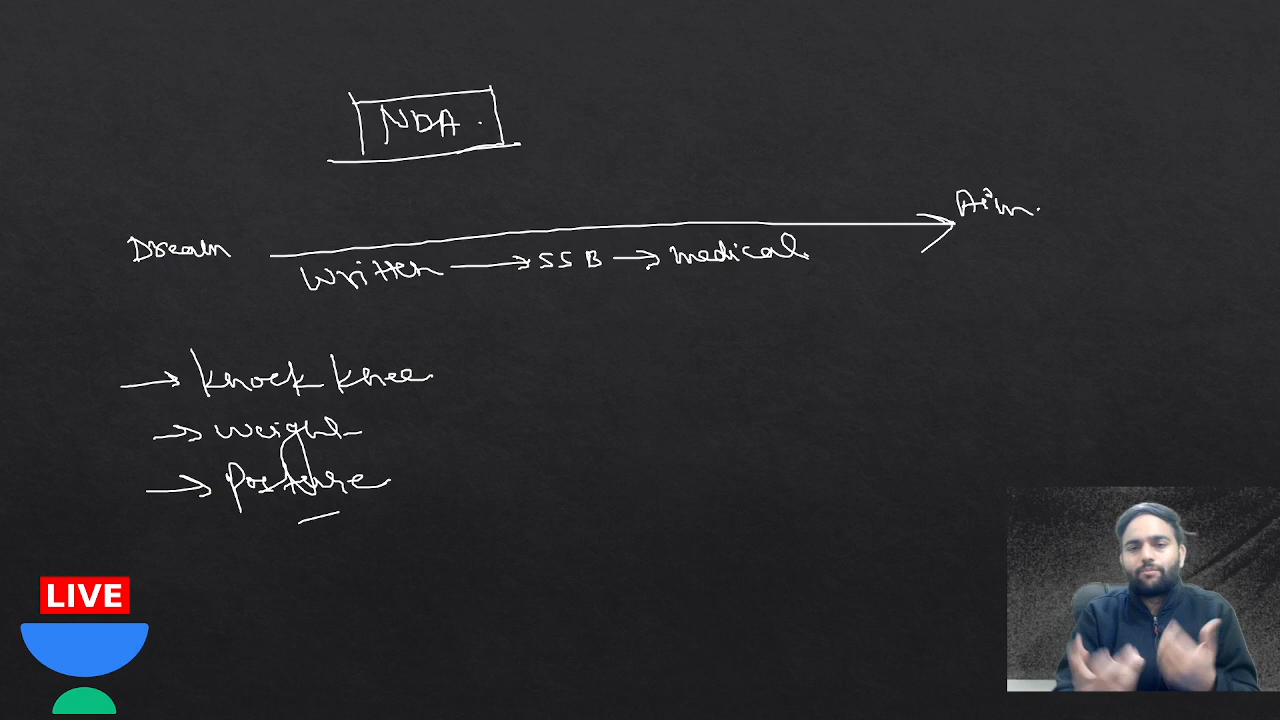 NDA.
Dream
Aim.
Written → SSB → medical
→ Knock Knee
→ weight
→ Posture
LIVE